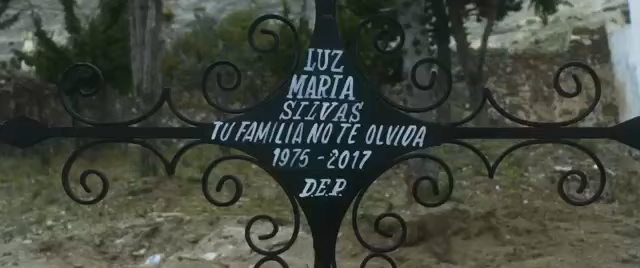 LUZ
MARIA
SILVAS
TU FAMILIA NO TE OLVIDA
1975 - 2017
D.E.P.